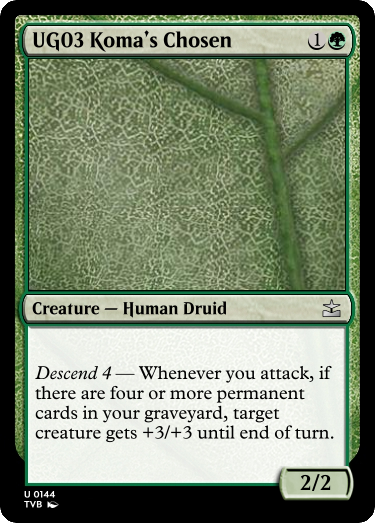 UG03 Koma's Chosen 1
Creature — Human Druid
Descend 4 — Whenever you attack, if
there are four or more permanent
cards in your graveyard, target
creature gets +3/+3 until end of turn.
2/2
U 0144
TVB